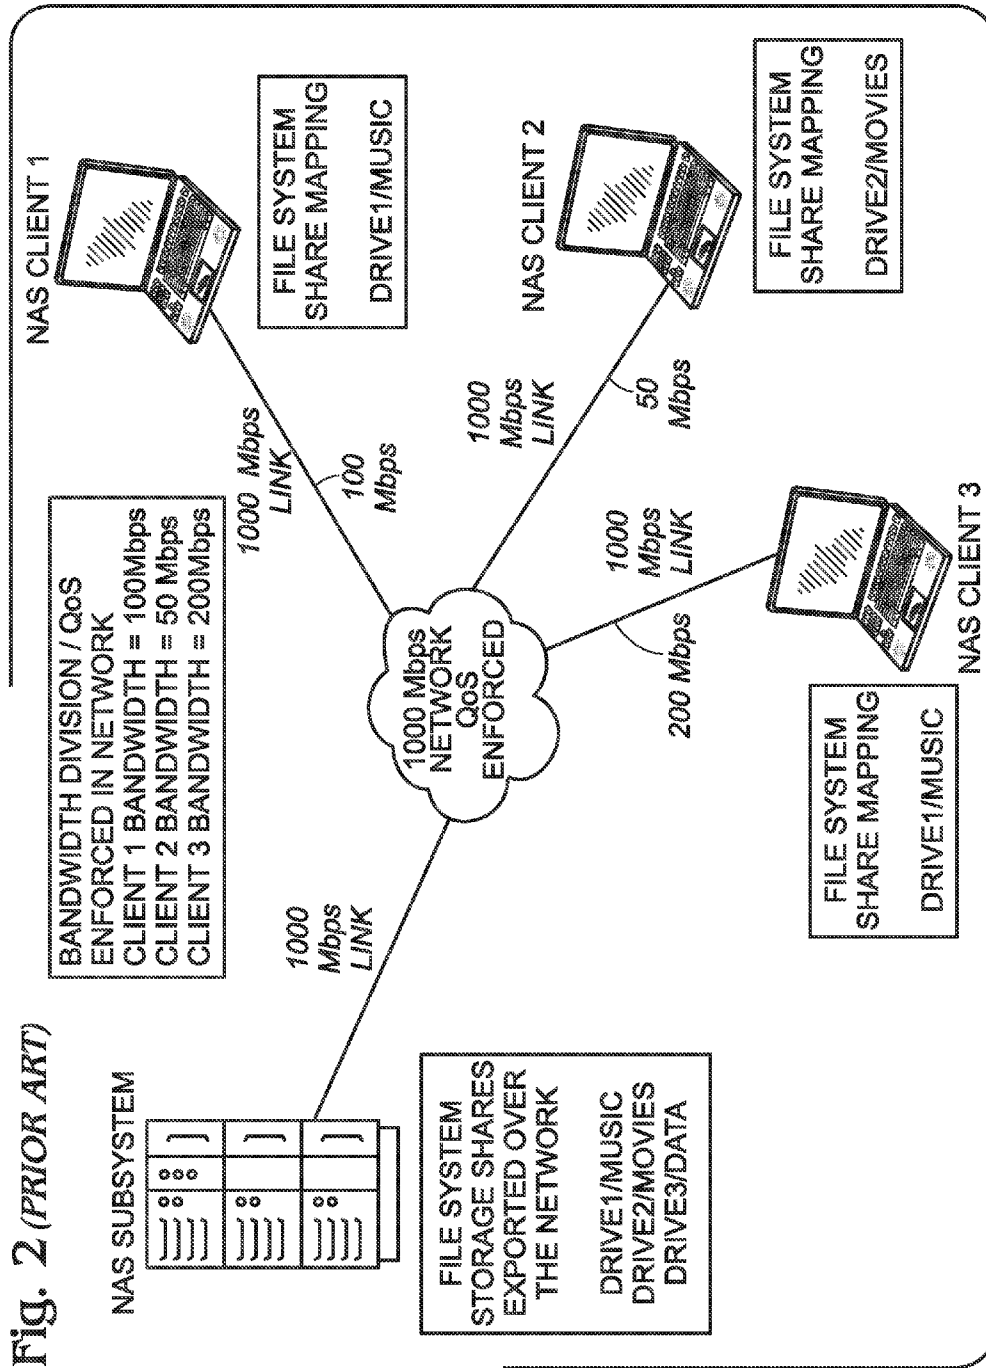 Fig. 2 (PRIOR ART)
BANDWIDTH DIVISION / QoS
ENFORCED IN NETWORK
CLIENT 1 BANDWIDTH = 100Mbps
CLIENT 2 BANDWIDTH = 50 Mbps
CLIENT 3 BANDWIDTH = 200Mbps
NAS CLIENT 1
FILE SYSTEM
SHARE MAPPING
DRIVE1/MUSIC
1000 Mbps
LINK
100
Mbps
NAS SUBSYSTEM
1000
Mbps
LINK
1000 Mbps
NETWORK
QoS
ENFORCED
FILE SYSTEM
STORAGE SHARES
EXPORTED OVER
THE NETWORK
DRIVE1/MUSIC
DRIVE2/MOVIES
DRIVE3/DATA
1000
Mbps
LINK
50
Mbps
NAS CLIENT 2
FILE SYSTEM
SHARE MAPPING
DRIVE2/MOVIES
1000
Mbps
LINK
200 Mbps
NAS CLIENT 3
FILE SYSTEM
SHARE MAPPING
DRIVE1/MUSIC